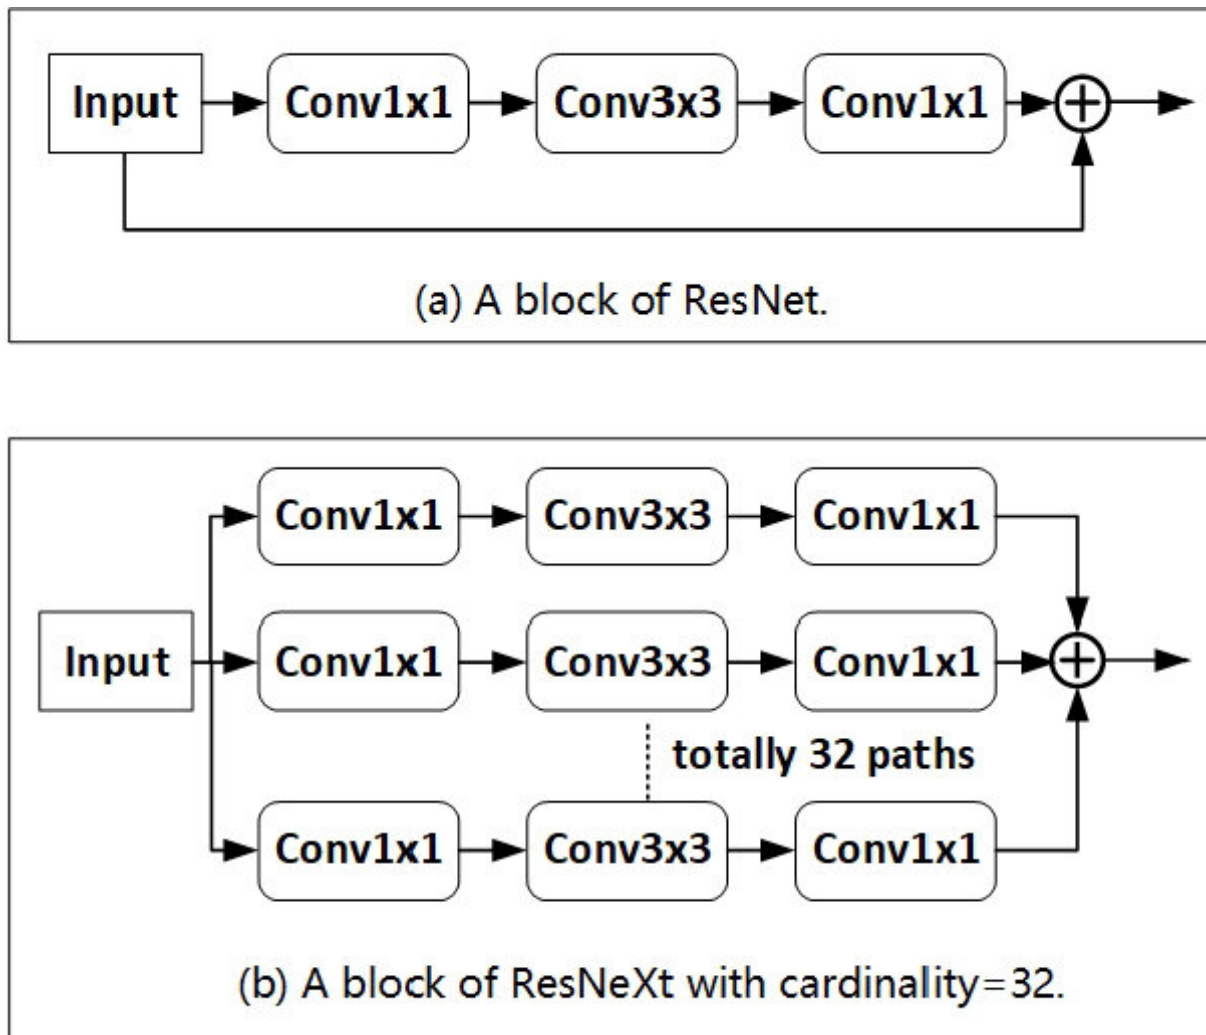 Input Conv1x1 Conv3x3 Conv1x1
(a) A block of ResNet.
Conv1x1 Conv3x3 Conv1x1
Input Conv1x1 Conv3x3 Conv1x1
totally 32 paths
Conv1x1 Conv3x3 Conv1x1
(b) A block of ResNeXt with cardinality=32.